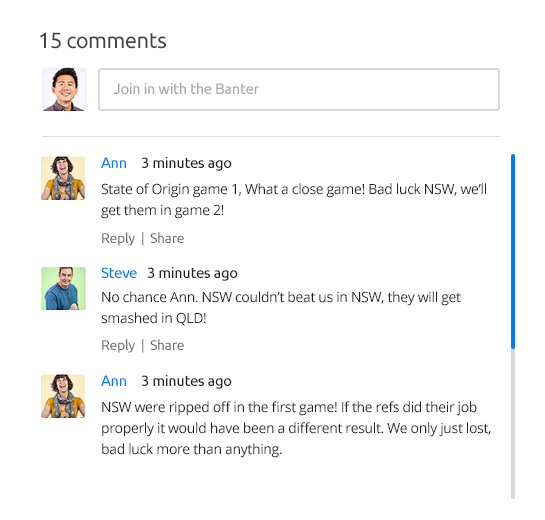 15 comments
Join in with the Banter
Ann 3 minutes ago
State of Origin game 1, What a close game! Bad luck NSW, we’ll
get them in game 2!
Reply | Share
Steve 3 minutes ago
No chance Ann. NSW couldn’t beat us in NSW, they will get
smashed in QLD!
Reply | Share
Ann 3 minutes ago
NSW were ripped off in the first game! If the refs did their job
properly it would have been a different result. We only just lost,
bad luck more than anything.